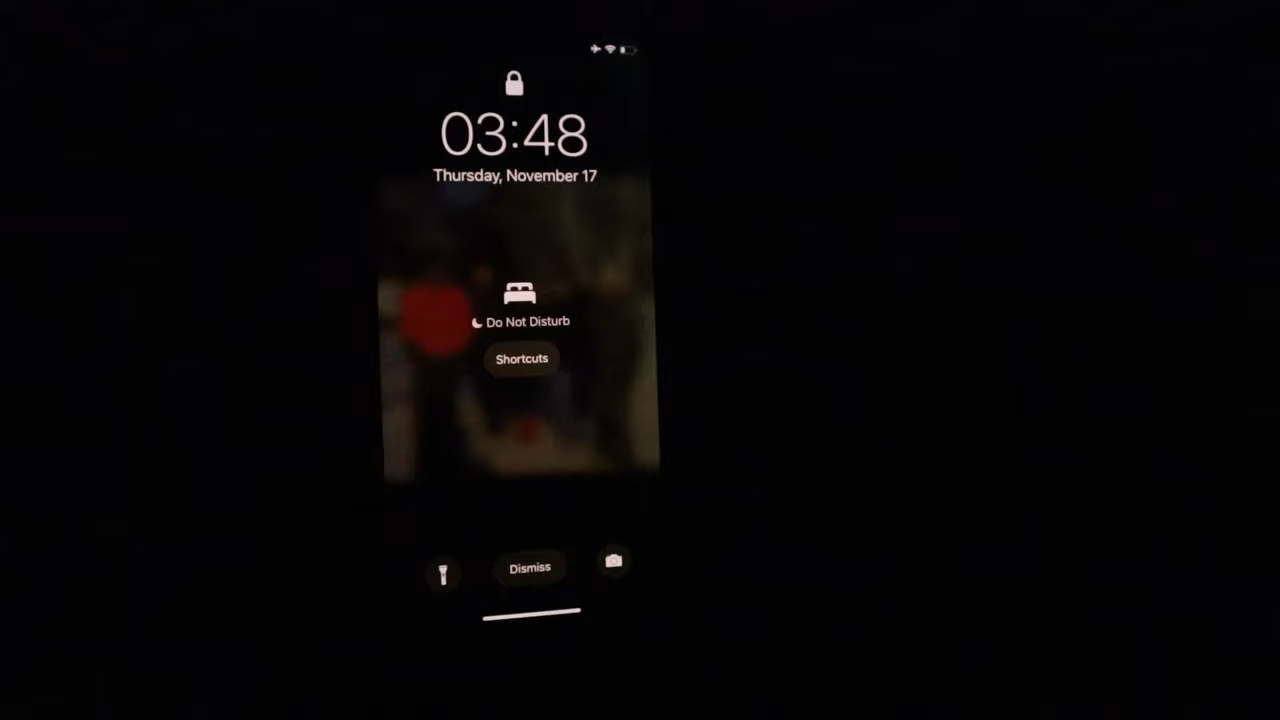 03:48
Thursday, November 17
Do Not Disturb
Shortcuts
Dismiss